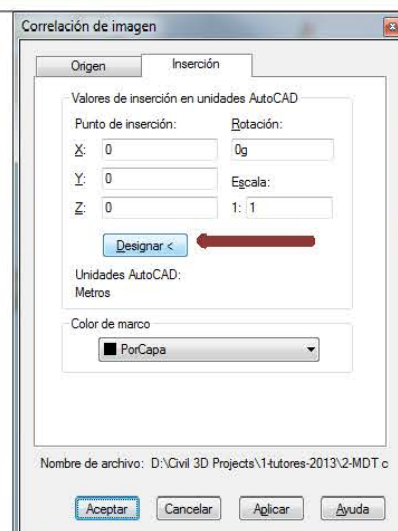 Correlación de imagen
Origen
Inserción
Valores de inserción en unidades AutoCAD
Punto de inserción:
Rotación:
X: 0
0g
Y: 0
Escala:
Z: 0
1: 1
Designar <
Unidades AutoCAD:
Metros
Color de marco
PorCapa
Nombre de archivo: D:\Civil 3D Projects\1-tutores-2013\2-MDT c
Aceptar
Cancelar
Aplicar
Ayuda